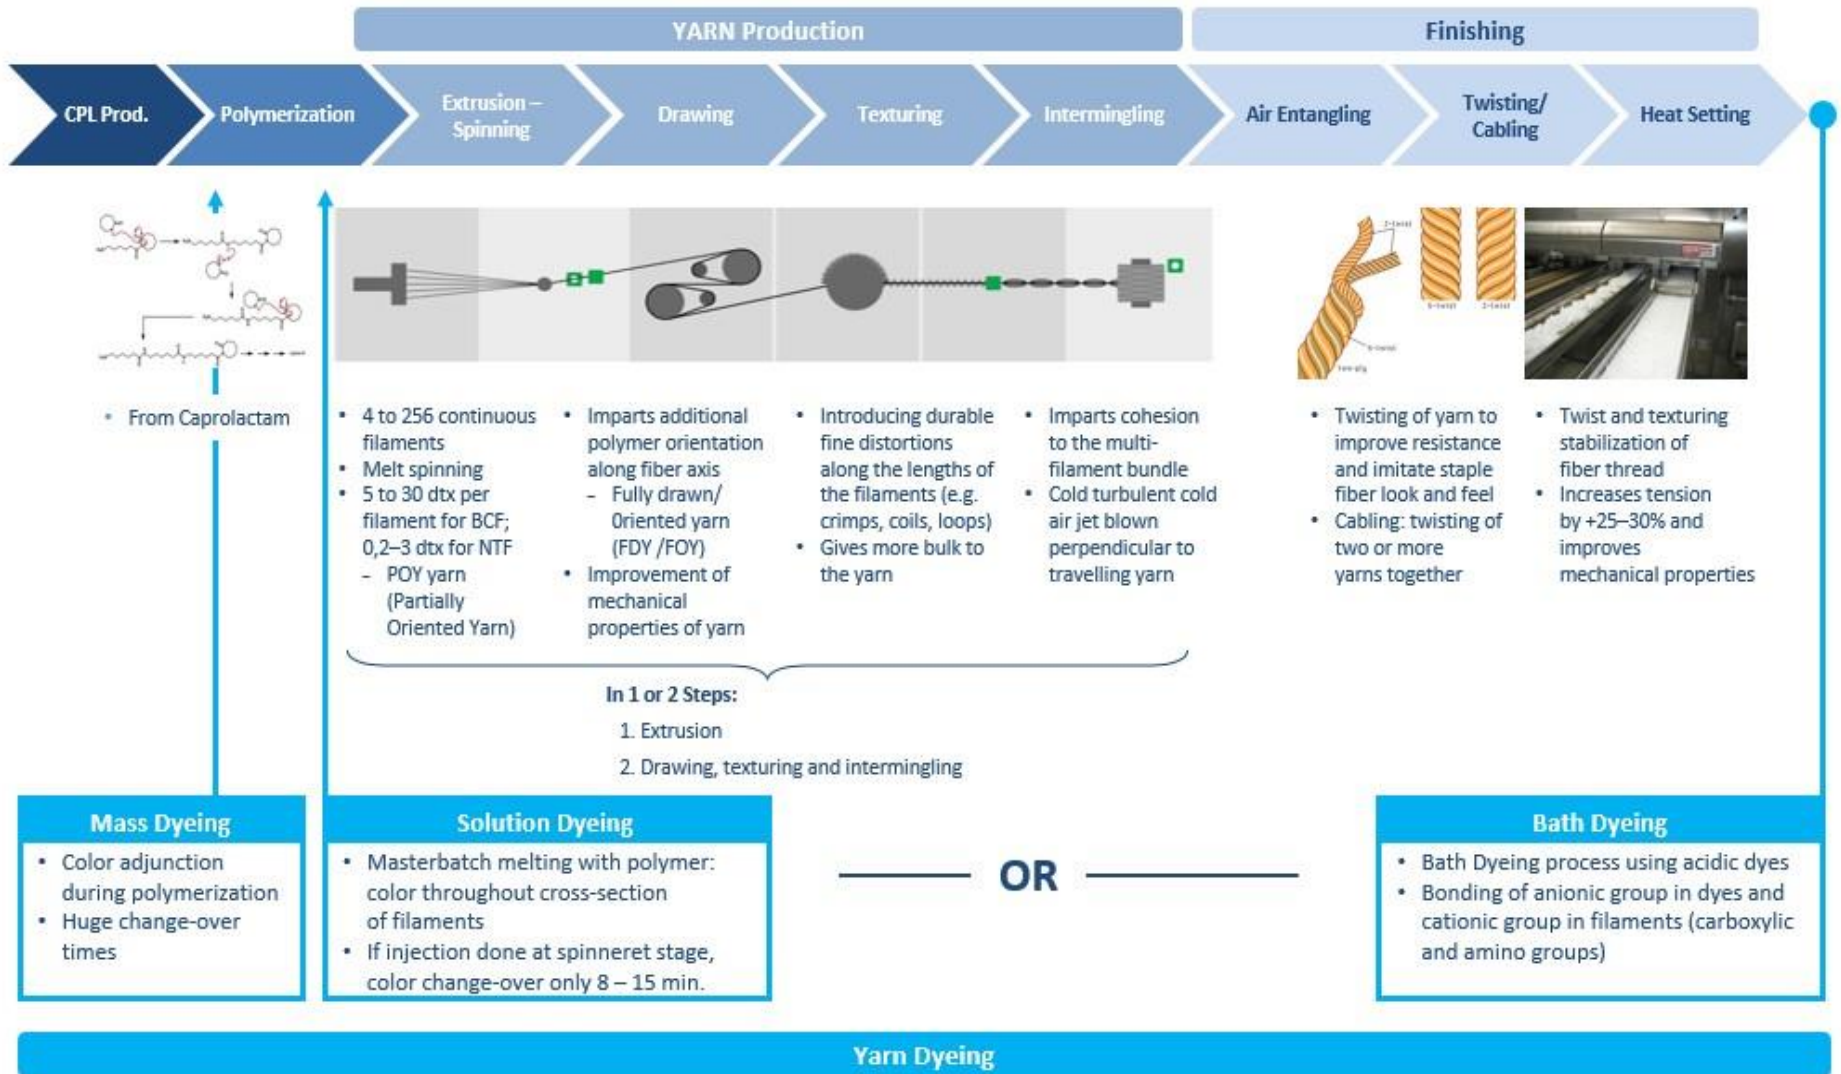 YARN Production
Finishing
CPL Prod.
Polymerization
Extrusion –
Spinning
Drawing
Texturing
Intermingling
Air Entangling
Twisting/
Cabling
Heat Setting
• From Caprolactam
• 4 to 256 continuous
filaments
• Melt spinning
• 5 to 30 dtx per
filament for BCF;
0,2–3 dtx for NTF
– POY yarn
(Partially
Oriented Yarn)
• Imparts additional
polymer orientation
along fiber axis
– Fully drawn/
Oriented yarn
(FDY /FOY)
• Improvement of
mechanical
properties of yarn
• Introducing durable
fine distortions
along the lengths of
the filaments (e.g.
crimps, coils, loops)
• Gives more bulk to
the yarn
• Imparts cohesion
to the multi-
filament bundle
• Cold turbulent cold
air jet blown
perpendicular to
travelling yarn
Z-twist
S-twist
Z-twist
S-twist
two-ply
• Twisting of yarn to
improve resistance
and imitate staple
fiber look and feel
• Cabling: twisting of
two or more
yarns together
• Twist and texturing
stabilization of
fiber thread
• Increases tension
by +25–30% and
improves
mechanical properties
In 1 or 2 Steps:
1. Extrusion
2. Drawing, texturing and intermingling
Mass Dyeing
• Color adjunction
during polymerization
• Huge change-over
times
Solution Dyeing
• Masterbatch melting with polymer:
color throughout cross-section
of filaments
• If injection done at spinneret stage,
color change-over only 8 – 15 min.
OR
Bath Dyeing
• Bath Dyeing process using acidic dyes
• Bonding of anionic group in dyes and
cationic group in filaments (carboxylic
and amino groups)
Yarn Dyeing